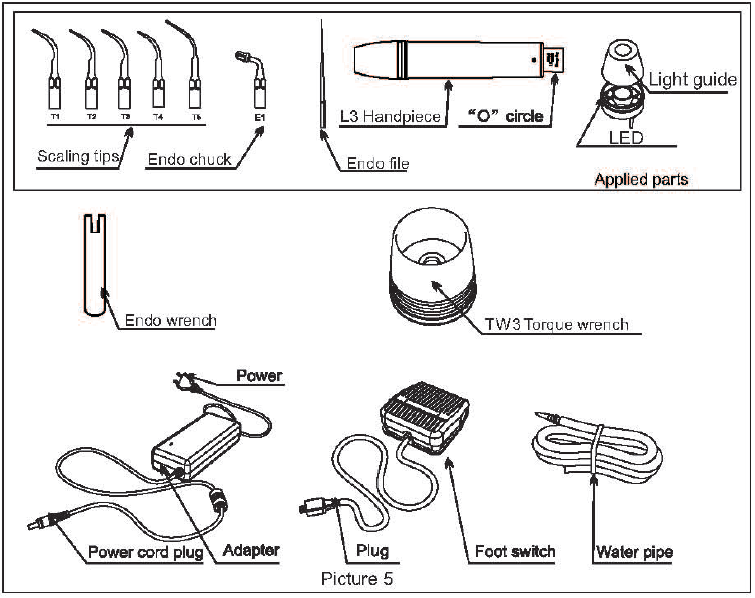 T1 T2 T3 T4 T5 E1
Scaling tips
Endo chuck
Endo file
L3 Handpiece
“O” circle
Light guide
LED
Applied parts
Endo wrench
TW3 Torque wrench
Power
Power cord plug
Adapter
Plug
Foot switch
Water pipe
Picture 5